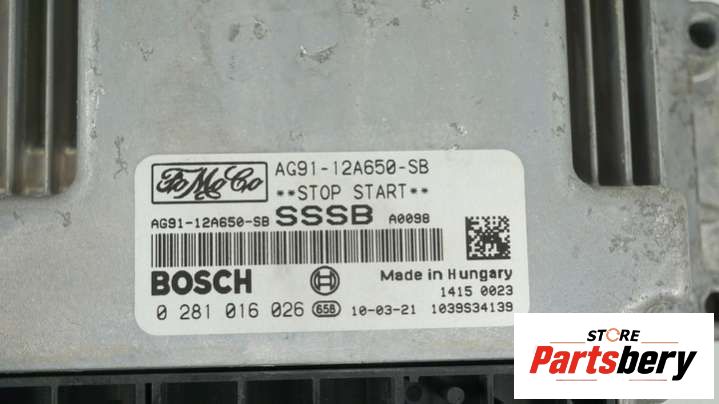 FoMoCo
AG91-12A650-SB
**STOP START**
AG91-12A650-SB SSSB A0098
BOSCH
Made in Hungary
1415 0023
0 281 016 026 65B 10-03-21 1039S34139
STORE
Partsbery